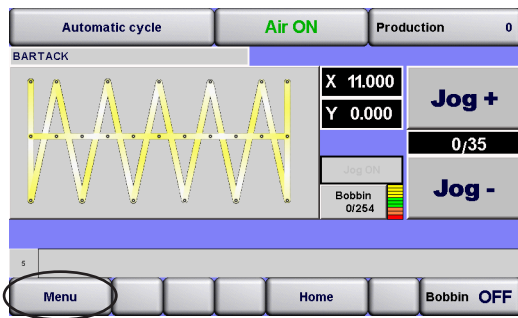 Automatic cycle
Air ON
Production 0
BARTACK
X 11.000
Y 0.000
Jog +
0/35
Jog ON
Jog -
Bobbin
0/254
5
Menu
Home
Bobbin OFF